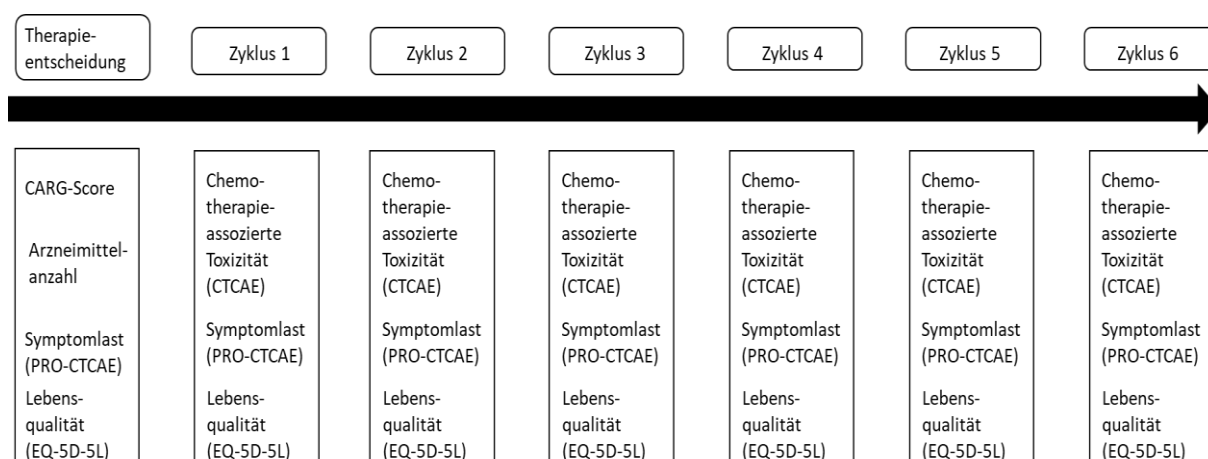 Therapie-
entscheidung
Zyklus 1
Zyklus 2
Zyklus 3
Zyklus 4
Zyklus 5
Zyklus 6
CARG-Score
Arzneimittel-
anzahl
Symptomlast
(PRO-CTCAE)
Lebens-
qualität
(EQ-5D-5L)
Chemo-
therapie-
assozierte
Toxizität
(CTCAE)
Symptomlast
(PRO-CTCAE)
Lebens-
qualität
(EQ-5D-5L)
Chemo-
therapie-
assozierte
Toxizität
(CTCAE)
Symptomlast
(PRO-CTCAE)
Lebens-
qualität
(EQ-5D-5L)
Chemo-
therapie-
assozierte
Toxizität
(CTCAE)
Symptomlast
(PRO-CTCAE)
Lebens-
qualität
(EQ-5D-5L)
Chemo-
therapie-
assozierte
Toxizität
(CTCAE)
Symptomlast
(PRO-CTCAE)
Lebens-
qualität
(EQ-5D-5L)
Chemo-
therapie-
assozierte
Toxizität
(CTCAE)
Symptomlast
(PRO-CTCAE)
Lebens-
qualität
(EQ-5D-5L)
Chemo-
therapie-
assozierte
Toxizität
(CTCAE)
Symptomlast
(PRO-CTCAE)
Lebens-
qualität
(EQ-5D-5L)